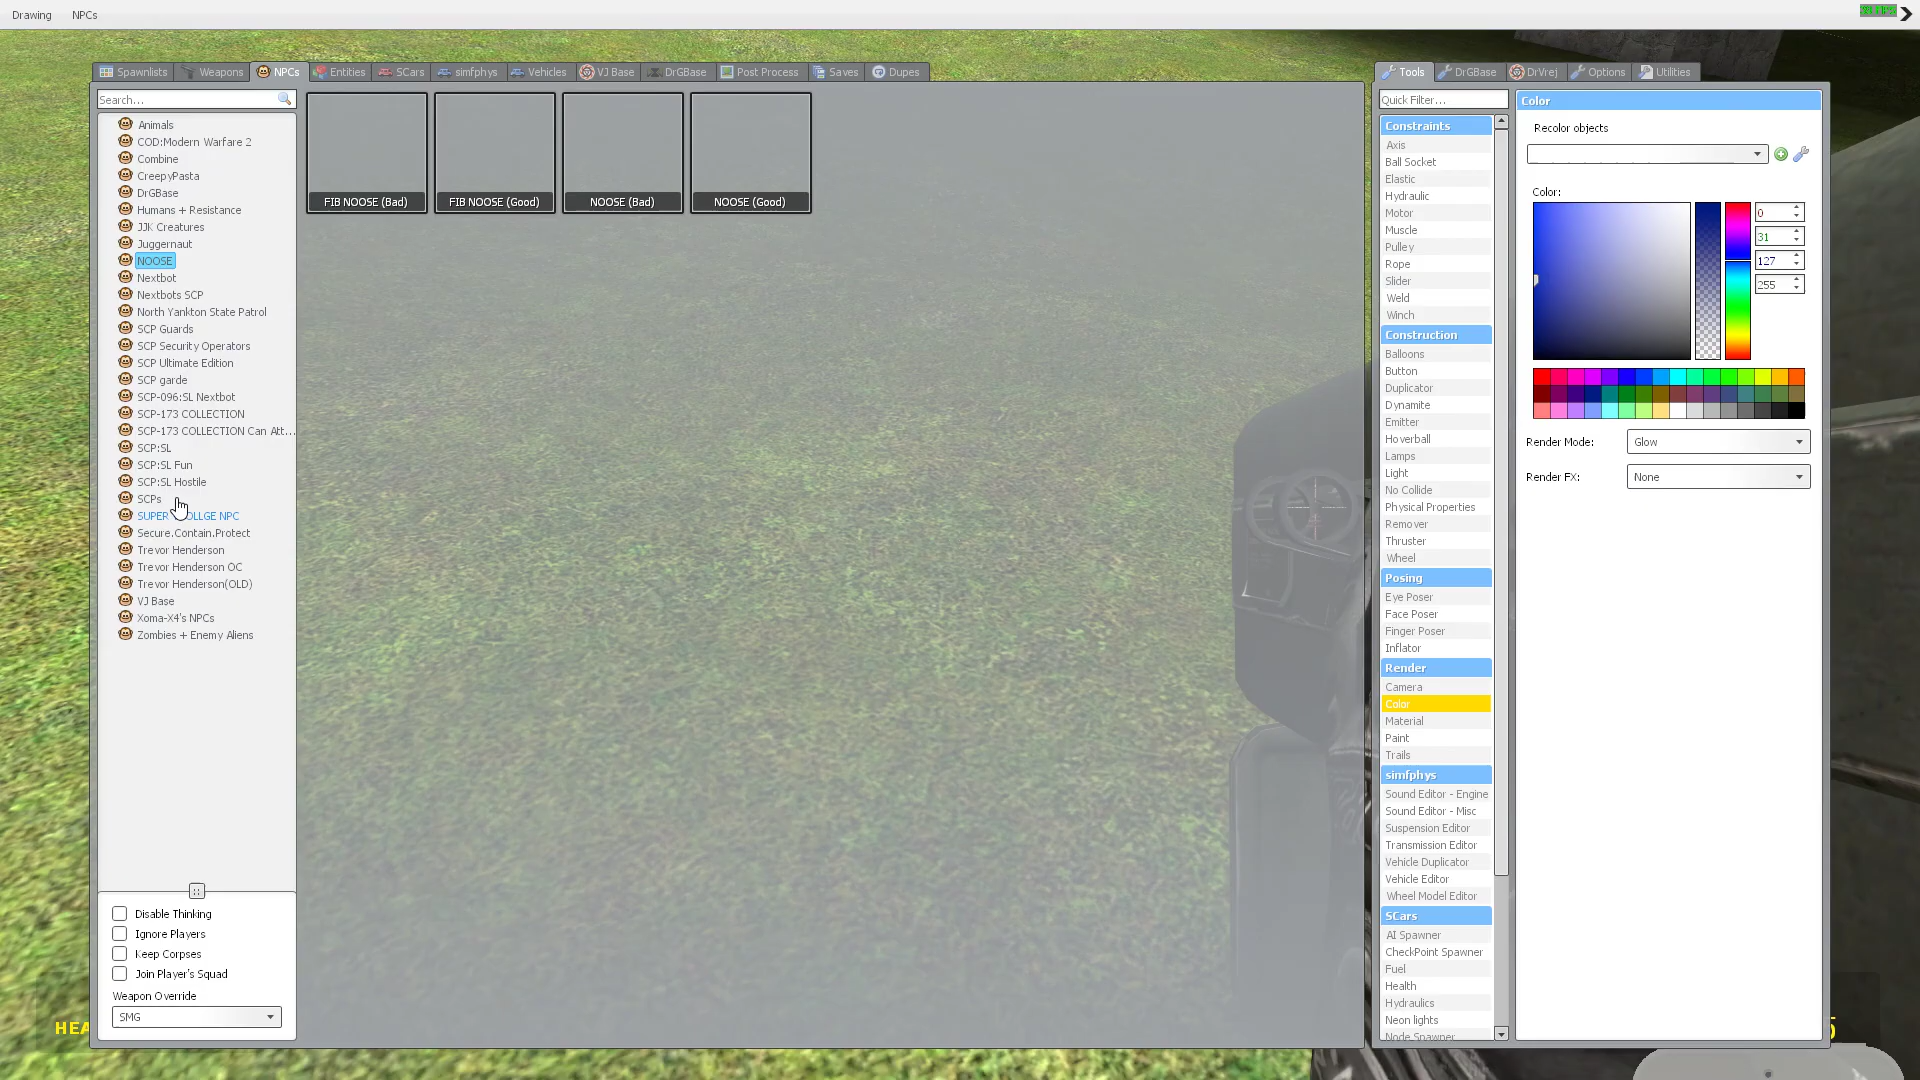 Drawing NPCs
Spawnlists Weapons NPCs Entities SCars simfphys Vehicles VJ Base DrGBase Post Process Saves Dupes
Tools DrGBase DrVrej Options Utilities
Search...
Animals
COD:Modern Warfare 2
Combine
CreepyPasta
DrGBase
Humans + Resistance
JJK Creatures
Juggernaut
NOOSE
Nextbot
Nextbots SCP
North Yankton State Patrol
SCP Guards
SCP Security Operators
SCP Ultimate Edition
SCP garde
SCP-096:SL Nextbot
SCP-173 COLLECTION
SCP-173 COLLECTION Can Att...
SCP:SL
SCP:SL Fun
SCP:SL Hostile
SCPs
SUPER NPC
Secure.Contain.Protect
Trevor Henderson
Trevor Henderson OC
Trevor Henderson(OLD)
VJ Base
Xoma-X4's NPCs
Zombies + Enemy Aliens
Disable Thinking
Ignore Players
Keep Corpses
Join Player's Squad
Weapon Override
SMG
FIB NOOSE (Bad)
FIB NOOSE (Good)
NOOSE (Bad)
NOOSE (Good)
Quick Filter...
Constraints
Axis
Ball Socket
Elastic
Hydraulic
Motor
Muscle
Pulley
Rope
Slider
Weld
Winch
Construction
Balloons
Button
Duplicator
Dynamite
Emitter
Hoverball
Lamps
Light
No Collide
Physical Properties
Remover
Thruster
Wheel
Posing
Eye Poser
Face Poser
Finger Poser
Inflator
Render
Camera
Color
Material
Paint
Trails
simfphys
Sound Editor - Engine
Sound Editor - Misc
Suspension Editor
Transmission Editor
Vehicle Duplicator
Vehicle Editor
Wheel Model Editor
SCars
AI Spawner
CheckPoint Spawner
Fuel
Health
Hydraulics
Neon lights
Node Spawner
Color
Recolor objects
Color:
0
31
127
255
Render Mode: Glow
Render FX: None
HEA
5